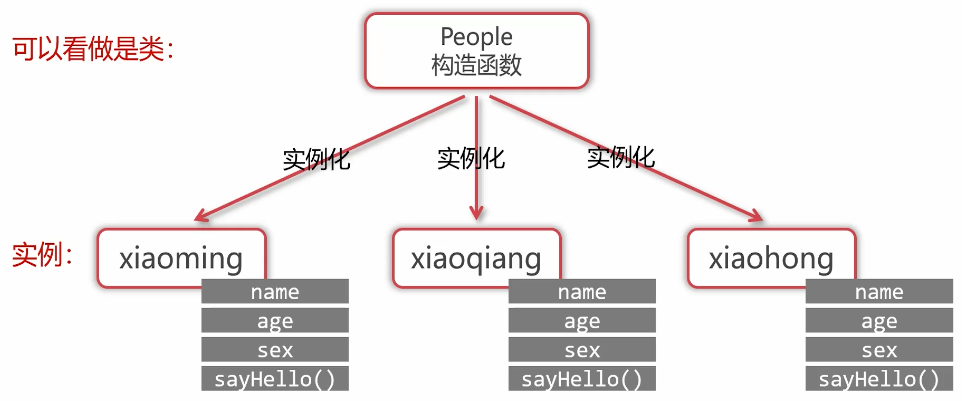 People
构造函数
可以看做是类：
实例化
实例化
实例化
实例：
xiaoming
xiaoqiang
xiaohong
name
age
sex
sayHello()
name
age
sex
sayHello()
name
age
sex
sayHello()